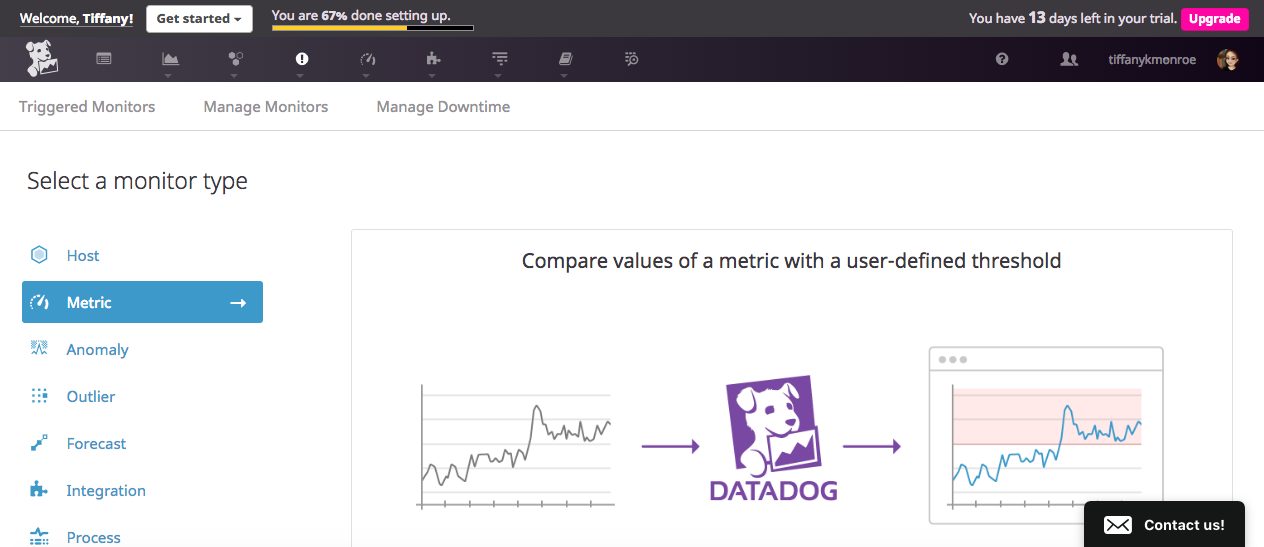 Welcome, Tiffany! Get started You are 67% done setting up. You have 13 days left in your trial. Upgrade
tiffanykmonroe
Triggered Monitors Manage Monitors Manage Downtime
Select a monitor type
Host
Metric
Anomaly
Outlier
Forecast
Integration
Process
Compare values of a metric with a user-defined threshold
DATADOG
Contact us!